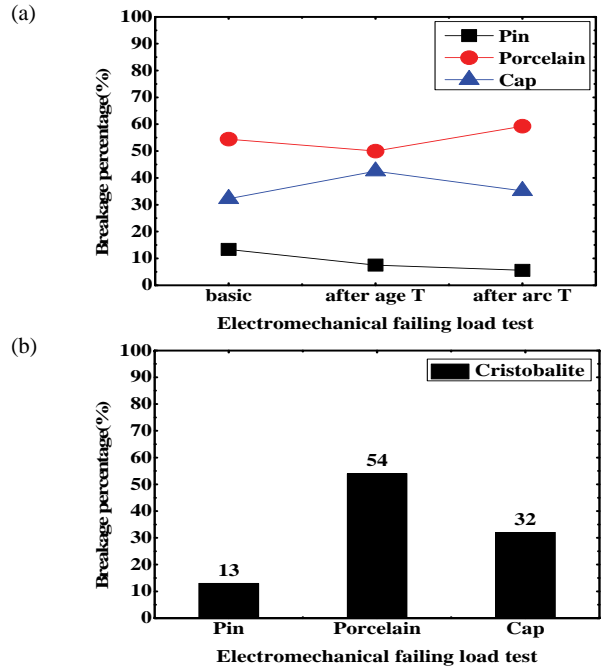 (a)
Breakage percentage(%)
100
90
80
70
60
50
40
30
20
10
0
Pin
Porcelain
Cap
basic after age T after arc T
Electromechanical failing load test
(b)
Breakage percentage(%)
100
90
80
70
60
50
40
30
20
10
0
Cristobalite
13
54
32
Pin Porcelain Cap
Electromechanical failing load test